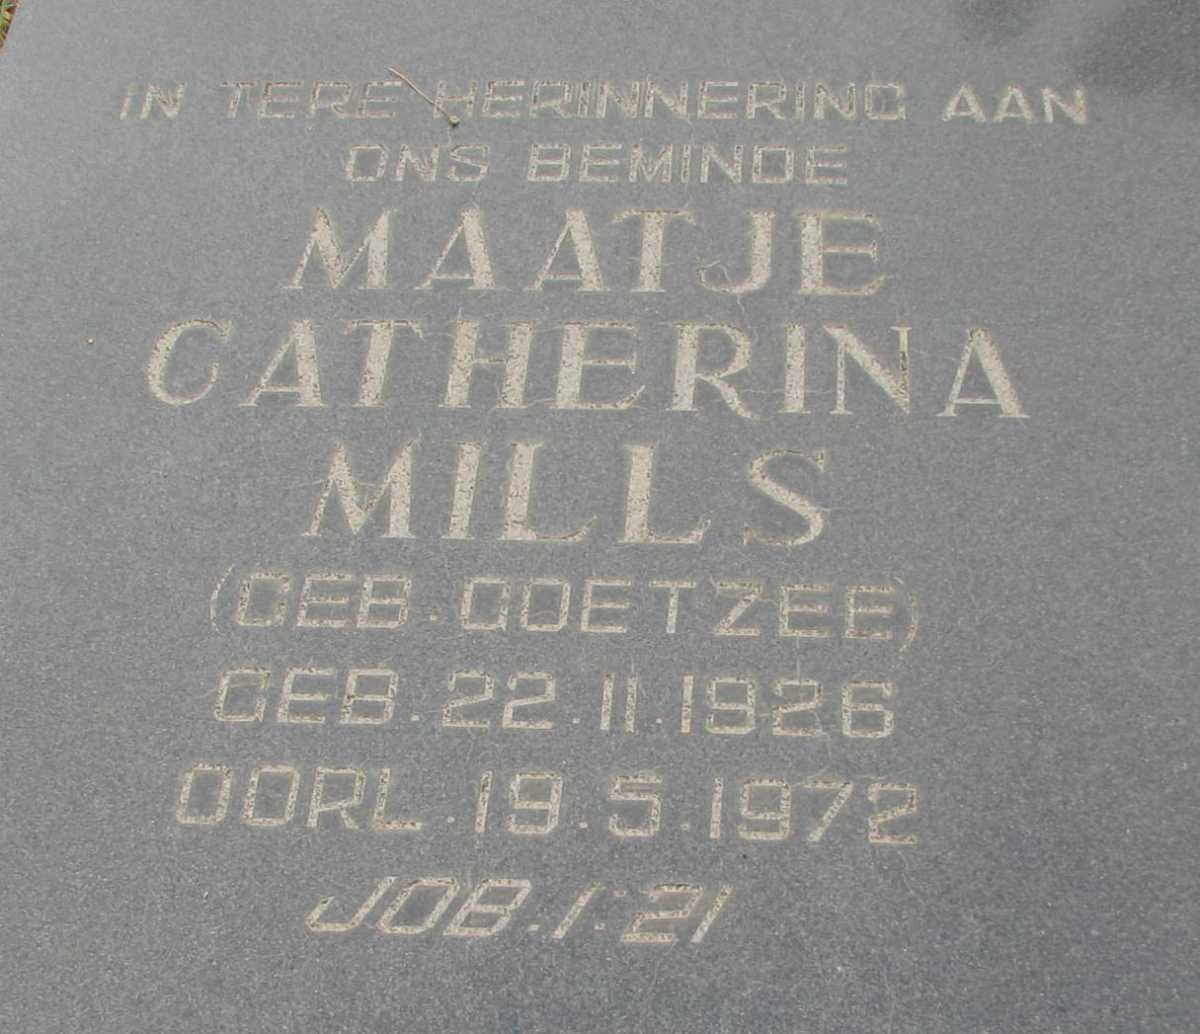 IN TERE HERINNERING AAN
ONS BEMINDE
MAATJE
CATHERINA
MILLS
(GEB. GOETZEE)
GEB. 22.11.1926
OORL. 19.5.1972
JOB.1:21